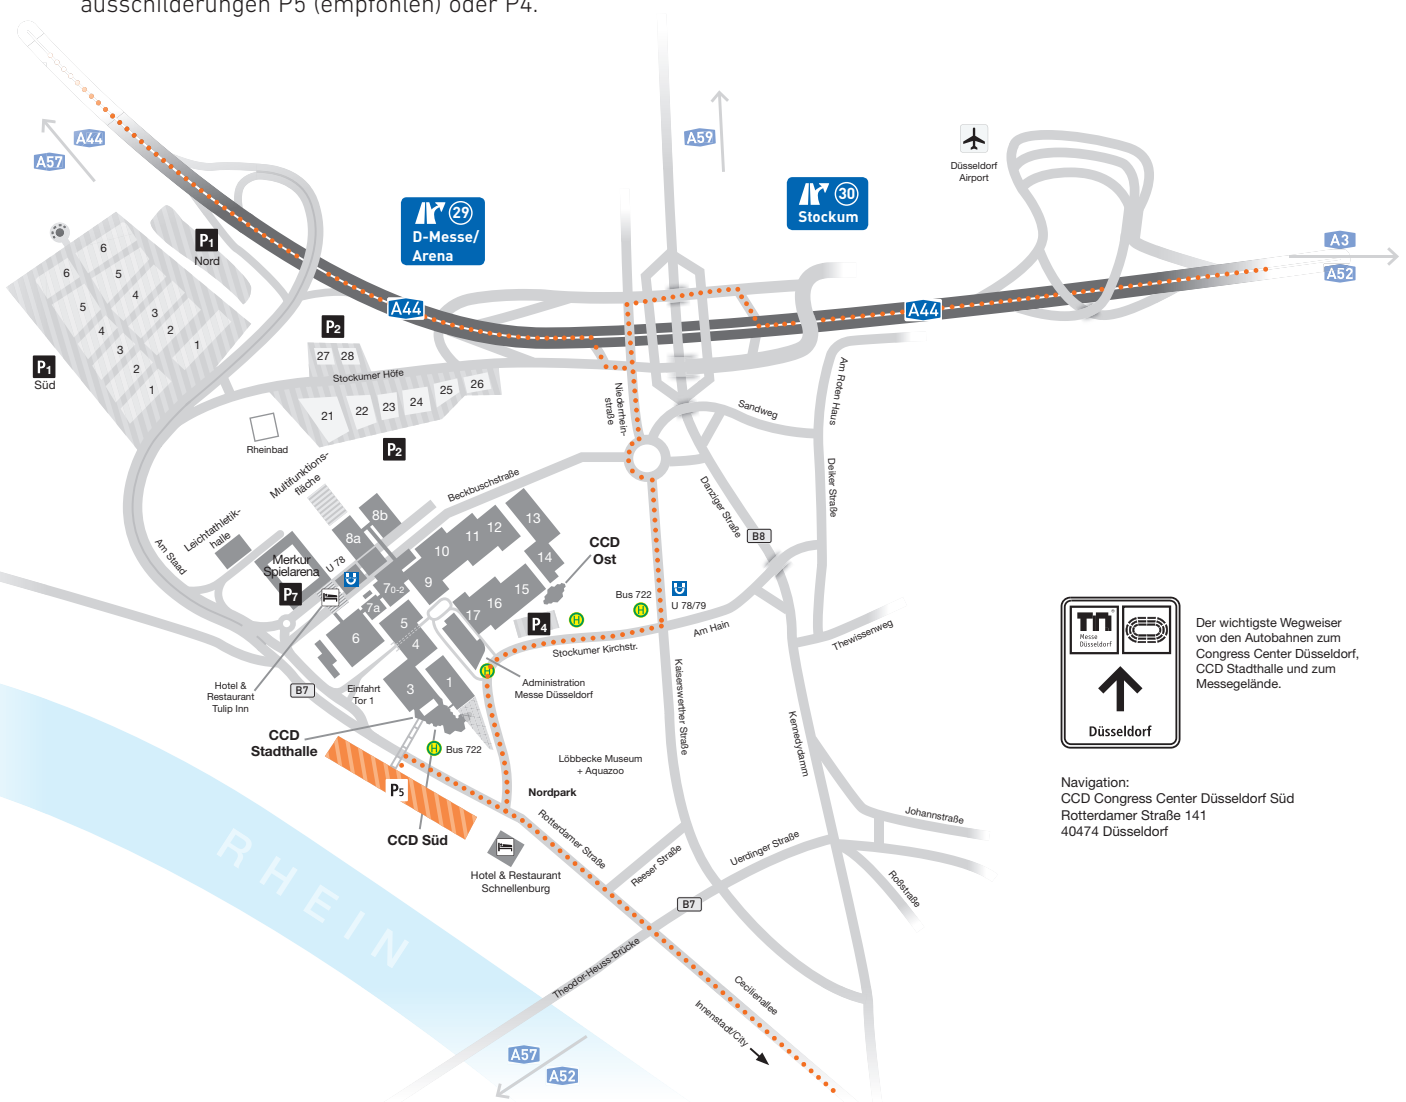 ausschilderungen P5 (empfohlen) oder P4.
A44
A57
A59
Düsseldorf
Airport
29
D-Messe/
Arena
30
Stockum
A3
A52
P1
Nord
6
6
5
5
4
4
3
3
2
2
1
1
P1
Süd
A44
A44
P2
27
28
Stockumer Höfe
21
22
23
24
25
26
P2
Rheinbad
Niederrhein-
straße
Sandweg
Am Roten Haus
Deiker Straße
Danziger Straße
B8
Multifunktions-
fläche
Leichtathletik-
halle
Beckbuschstraße
Am Staad
Merkur
Spielarena
U 78
P7
8b
8a
7 0-2
7a
6
5
4
3
1
9
10
11
12
13
14
15
16
17
CCD
Ost
P4
H
Bus 722
H
U
U 78/79
U
Am Hain
Thewissenweg
Stockumer Kirchstr.
H
Administration
Messe Düsseldorf
Hotel &
Restaurant
Tulip Inn
B7
Einfahrt
Tor 1
CCD
Stadthalle
H
Bus 722
P5
CCD Süd
Löbbecke Museum
+ Aquazoo
Nordpark
Kaiserswerther Straße
Kennedydamm
Rotterdamer Straße
Hotel & Restaurant
Schnellenburg
Reeser Straße
Uerdinger Straße
Johannstraße
Roßstraße
B7
Theodor-Heuss-Brücke
Cecilienallee
Innenstadt/City
RHEIN
A57
A52
Messe
Düsseldorf
Düsseldorf
Der wichtigste Wegweiser
von den Autobahnen zum
Congress Center Düsseldorf,
CCD Stadthalle und zum
Messegelände.
Navigation:
CCD Congress Center Düsseldorf Süd
Rotterdamer Straße 141
40474 Düsseldorf